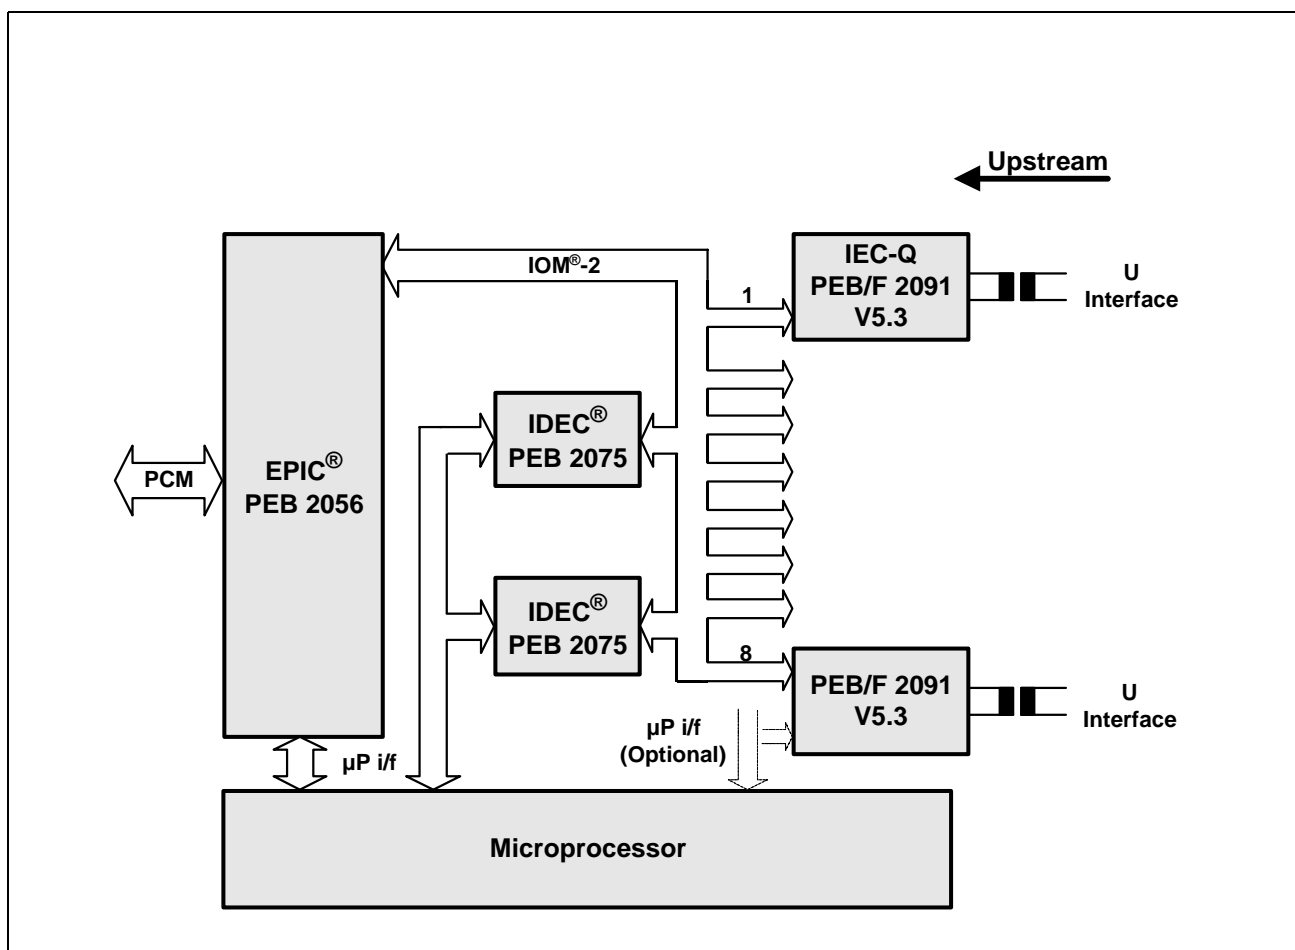 Upstream
IOM®-2
1
IEC-Q
PEB/F 2091
V5.3
U
Interface
IDEC®
PEB 2075
PCM
EPIC®
PEB 2056
IDEC®
PEB 2075
8
PEB/F 2091
V5.3
U
Interface
µP i/f
µP i/f
(Optional)
Microprocessor